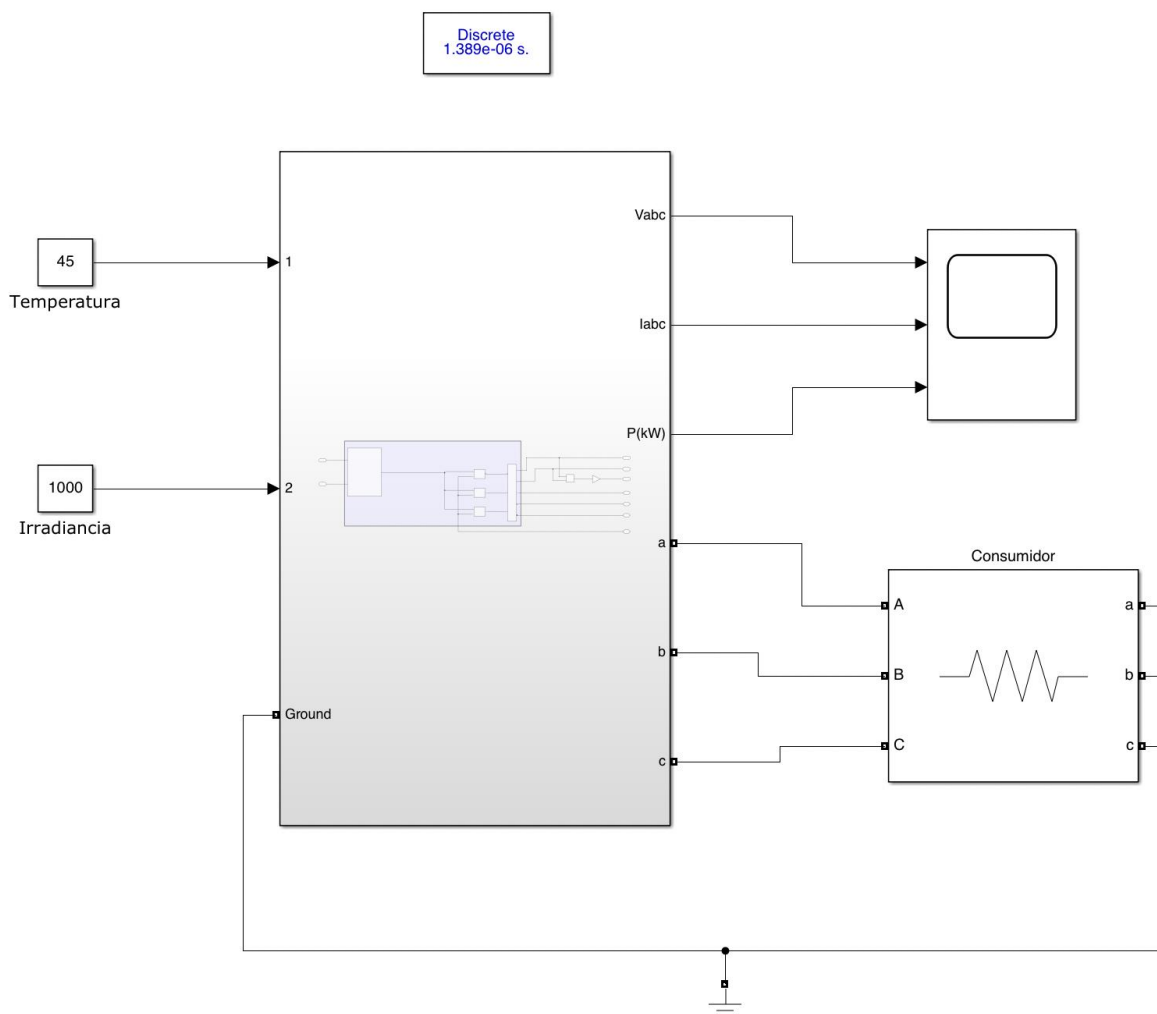 Discrete
1.389e-06 s.
Vabc
45
1
Temperatura
Iabc
P(kW)
1000
2
Irradiancia
a
Consumidor
A
a
b
B
b
Ground
c
C
c